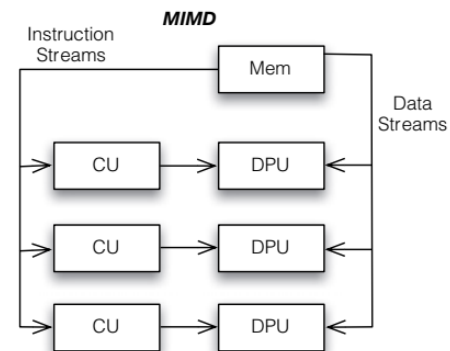 MIMD
Instruction
Streams
Mem
Data
Streams
CU
DPU
CU
DPU
CU
DPU